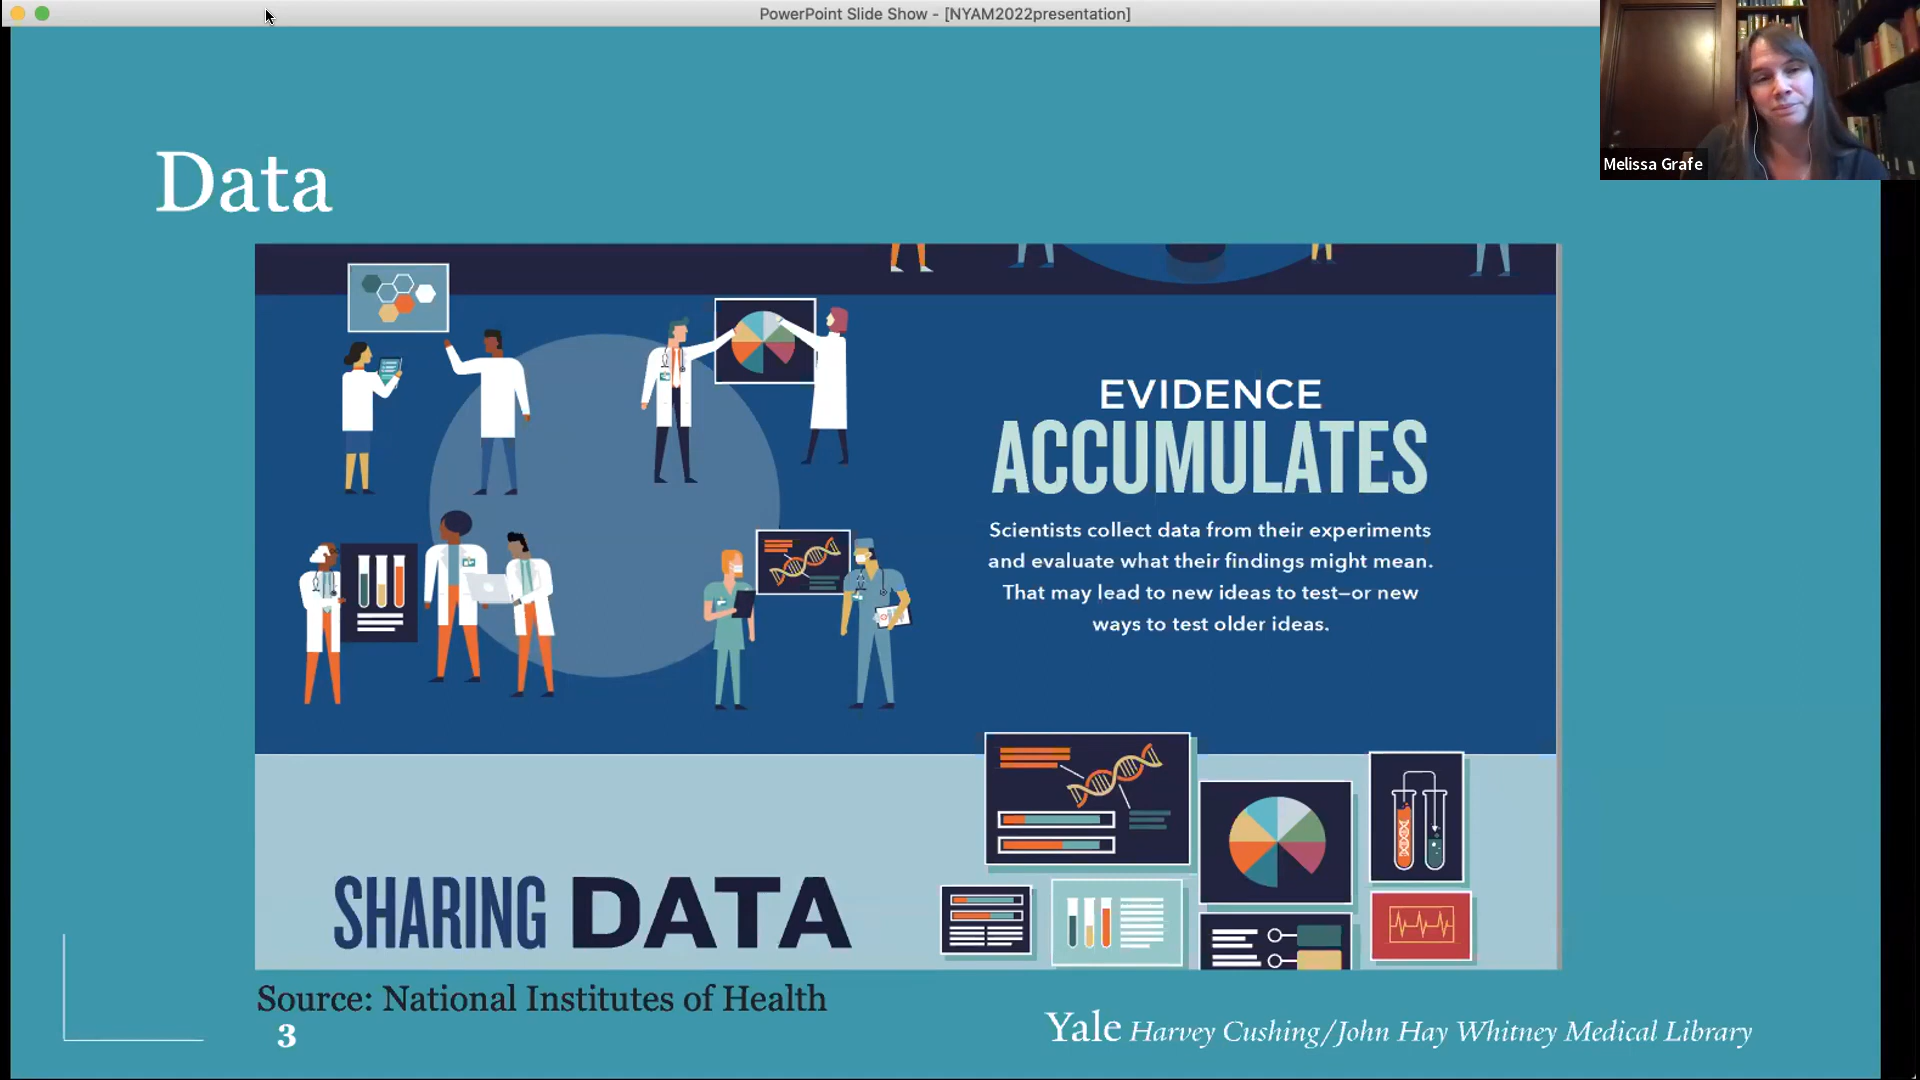 PowerPoint Slide Show - [NYAM2022presentation]
Melissa Grafe
Data
EVIDENCE
ACCUMULATES
Scientists collect data from their experiments
and evaluate what their findings might mean.
That may lead to new ideas to test—or new
ways to test older ideas.
SHARING DATA
Source: National Institutes of Health
3
Yale Harvey Cushing/John Hay Whitney Medical Library